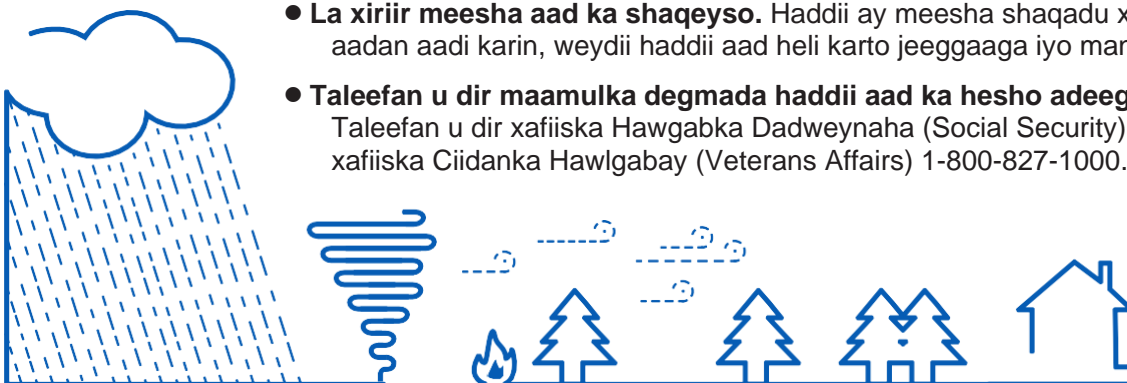 ● La xiriir meesha aad ka shaqeyso. Haddii ay meesha shaqadu
aadan aadi karin, weydii haddii aad heli karto jeeggaaga iyo
● Taleefan u dir maamulka degmada haddii aad ka hesho
Taleefan u dir xafiiska Hawgabka Dadweynaha (Social Security)
xafiiska Ciidanka Hawlgabay (Veterans Affairs) 1-800-827-1000.